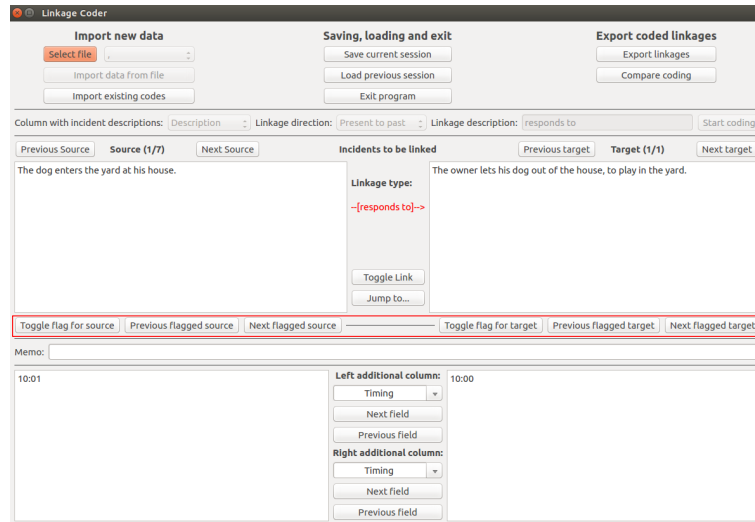 Linkage Coder
Import new data
Saving, loading and exit
Export coded linkages
Select file
,
Save current session
Export linkages
Import data from file
Load previous session
Compare coding
Import existing codes
Exit program
Column with incident descriptions: Description Linkage direction: Present to past Linkage description: responds to Start coding
Previous Source Source (1/7) Next Source Incidents to be linked Previous target Target (1/1) Next target
The dog enters the yard at his house.
Linkage type:
The owner lets his dog out of the house, to play in the yard.
--[responds to]-->
Toggle Link
Jump to...
Toggle flag for source Previous flagged source Next flagged source Toggle flag for target Previous flagged target Next flagged target
Memo:
10:01
Left additional column:
10:00
Timing
Next field
Previous field
Right additional column:
Timing
Next field
Previous field